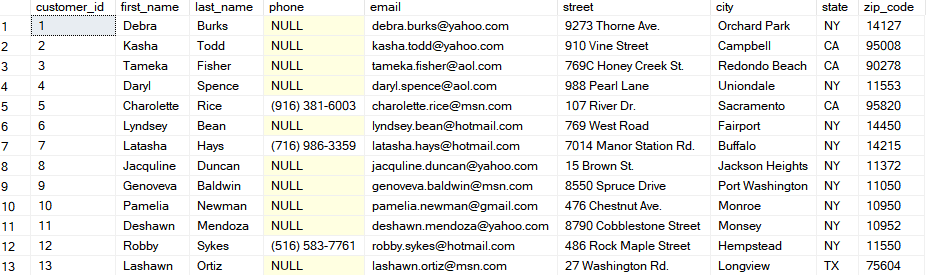 customer_id first_name last_name phone email street city state zip_code
1 1 Debra Burks NULL debra.burks@yahoo.com 9273 Thorne Ave. Orchard Park NY 14127
2 2 Kasha Todd NULL kasha.todd@yahoo.com 910 Vine Street Campbell CA 95008
3 3 Tameka Fisher NULL tameka.fisher@aol.com 769C Honey Creek St. Redondo Beach CA 90278
4 4 Daryl Spence NULL daryl.spence@aol.com 988 Pearl Lane Uniondale NY 11553
5 5 Charolette Rice (916) 381-6003 charolette.rice@msn.com 107 River Dr. Sacramento CA 95820
6 6 Lyndsey Bean NULL lyndsey.bean@hotmail.com 769 West Road Fairport NY 14450
7 7 Latasha Hays (716) 986-3359 latasha.hays@hotmail.com 7014 Manor Station Rd. Buffalo NY 14215
8 8 Jacquline Duncan NULL jacquline.duncan@yahoo.com 15 Brown St. Jackson Heights NY 11372
9 9 Genoveva Baldwin NULL genoveva.baldwin@msn.com 8550 Spruce Drive Port Washington NY 11050
10 10 Pamelia Newman NULL pamelia.newman@gmail.com 476 Chestnut Ave. Monroe NY 10950
11 11 Deshawn Mendoza NULL deshawn.mendoza@yahoo.com 8790 Cobblestone Street Monsey NY 10952
12 12 Robby Sykes (516) 583-7761 robby.sykes@hotmail.com 486 Rock Maple Street Hempstead NY 11550
13 13 Lashawn Ortiz NULL lashawn.ortiz@msn.com 27 Washington Rd. Longview TX 75604